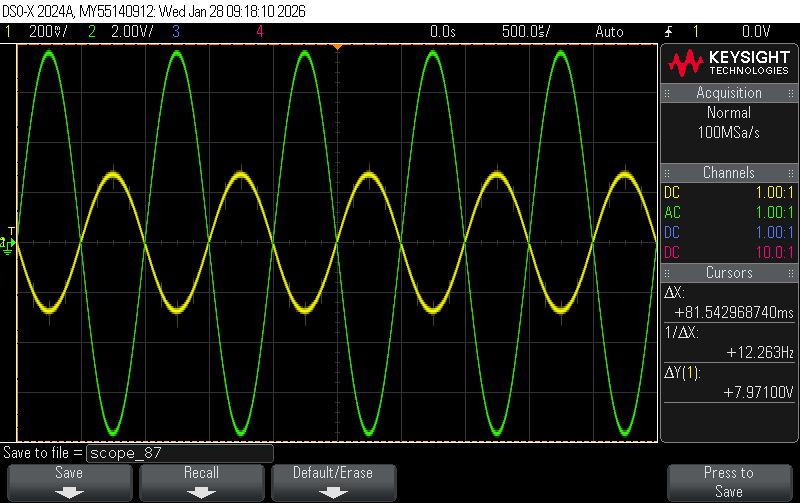 DSO-X 2024A, MY55140912: Wed Jan 28 09:18:10 2026
1 200mV/ 2 2.00V/ 3 4 0.0s 500.0us/ Auto 1 0.0V
KEYSIGHT
TECHNOLOGIES
Acquisition
Normal
100MSa/s
Channels
DC 1.00:1
AC 1.00:1
DC 1.00:1
DC 10.0:1
Cursors
ΔX:
+81.542968740ms
1/ΔX:
+12.263Hz
ΔY(1):
+7.97100V
T
Save to file = scope_87
Save Recall Default/Erase Press to
Save